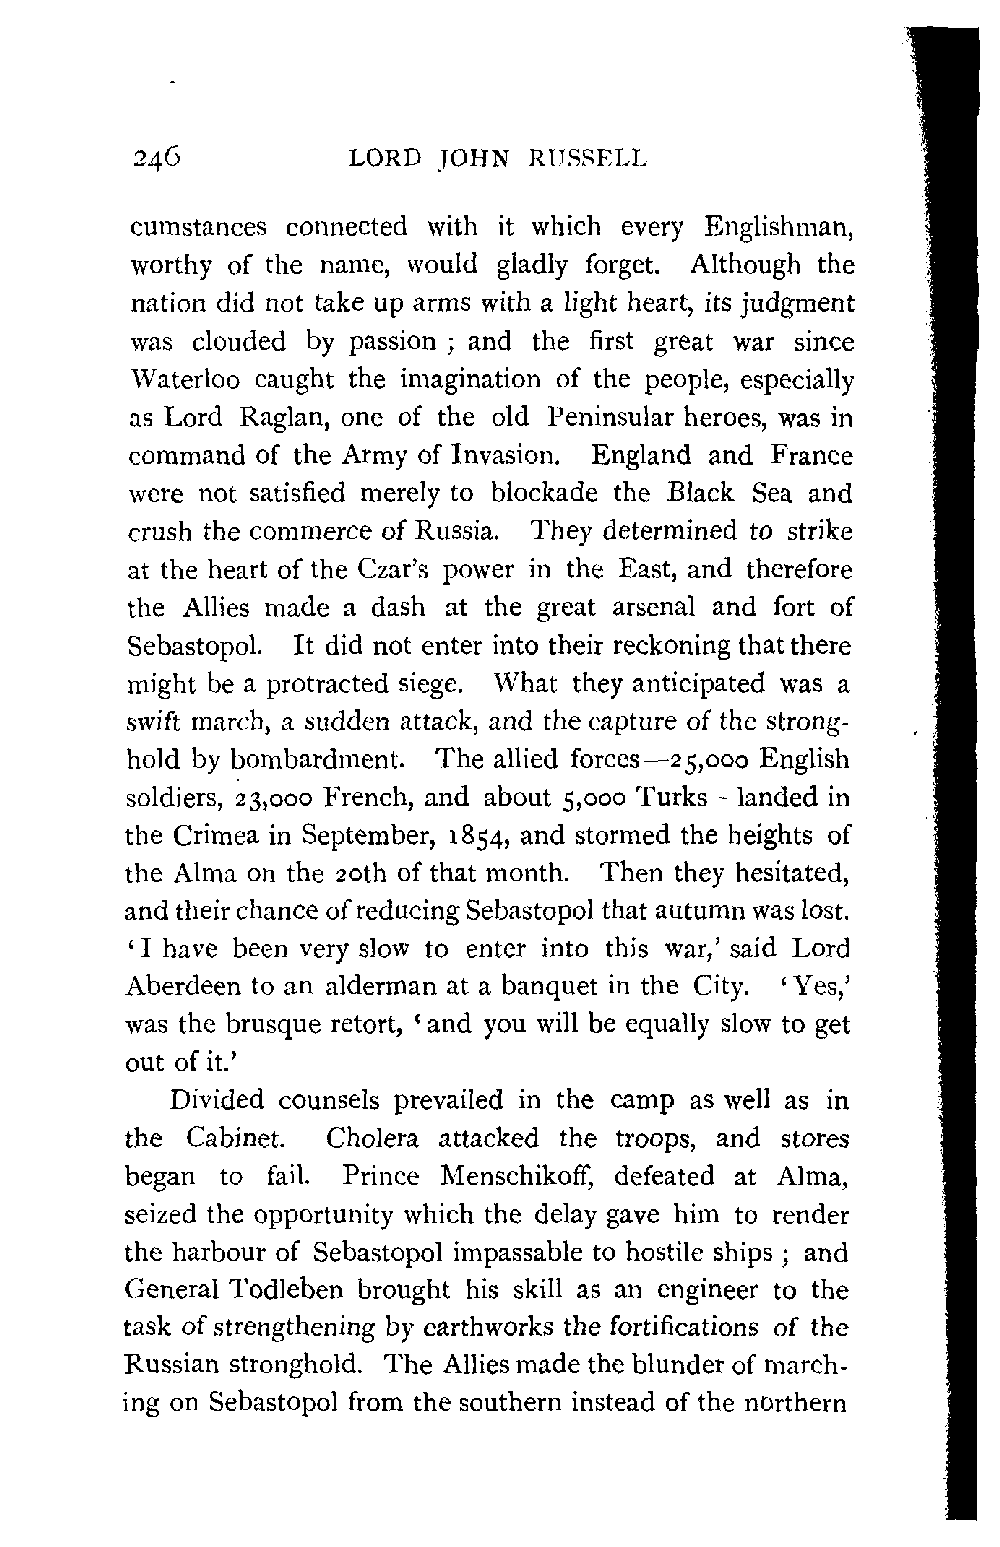 246 LORD JOHN RUSSELL
cumstances connected with it which every Englishman,
worthy of the name, would gladly forget. Although the
nation did not take up arms with a light heart, its judgment
was clouded by passion ; and the first great war since
Waterloo caught the imagination of the people, especially
as Lord Raglan, one of the old Peninsular heroes, was in
command of the Army of Invasion. England and France
were not satisfied merely to blockade the Black Sea and
crush the commerce of Russia. They determined to strike
at the heart of the Czar's power in the East, and therefore
the Allies made a dash at the great arsenal and fort of
Sebastopol. It did not enter into their reckoning that there
might be a protracted siege. What they anticipated was a
swift march, a sudden attack, and the capture of the strong-
hold by bombardment. The allied forces—25,000 English
soldiers, 23,000 French, and about 5,000 Turks - landed in
the Crimea in September, 1854, and stormed the heights of
the Alma on the 20th of that month. Then they hesitated,
and their chance of reducing Sebastopol that autumn was lost.
‘I have been very slow to enter into this war,’ said Lord
Aberdeen to an alderman at a banquet in the City. ‘Yes,’
was the brusque retort, ‘and you will be equally slow to get
out of it.’
Divided counsels prevailed in the camp as well as in
the Cabinet. Cholera attacked the troops, and stores
began to fail. Prince Menschikoff, defeated at Alma,
seized the opportunity which the delay gave him to render
the harbour of Sebastopol impassable to hostile ships ; and
General Todleben brought his skill as an engineer to the
task of strengthening by earthworks the fortifications of the
Russian stronghold. The Allies made the blunder of march-
ing on Sebastopol from the southern instead of the northern